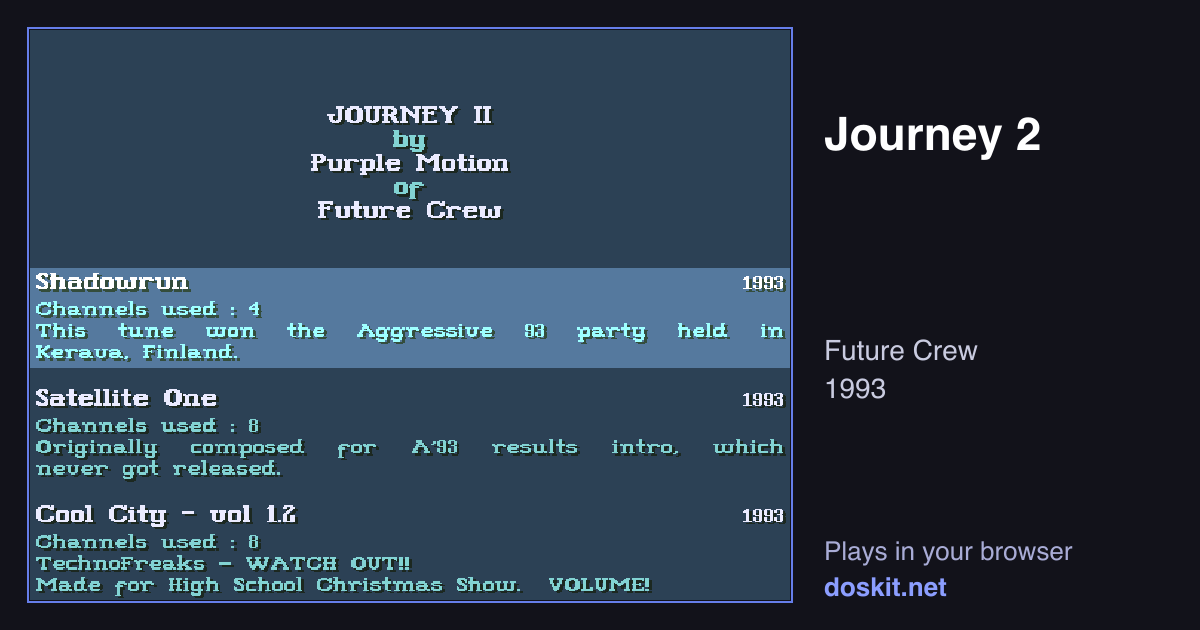 JOURNEY II
by
Purple Motion
of
Future Crew
Shadowrun 1993
Channels used : 4
This tune won the Aggressive 93 party held in
Kerava, Finland.
Satellite One 1993
Channels used : 8
Originally composed for A'93 results intro, which
never got released.
Cool City - vol 1.2 1993
Channels used : 8
TechnoFreaks - WATCH OUT!!
Made for High School Christmas Show. VOLUME!
Journey 2
Future Crew
1993
Plays in your browser
doskit.net